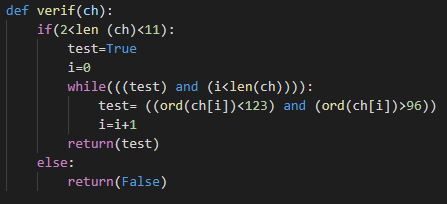 def verif(ch):
    if(2<len (ch)<11):
        test=True
        i=0
        while(((test) and (i<len(ch)))):
            test= ((ord(ch[i])<123) and (ord(ch[i])>96))
            i=i+1
        return(test)
    else:
        return(False)